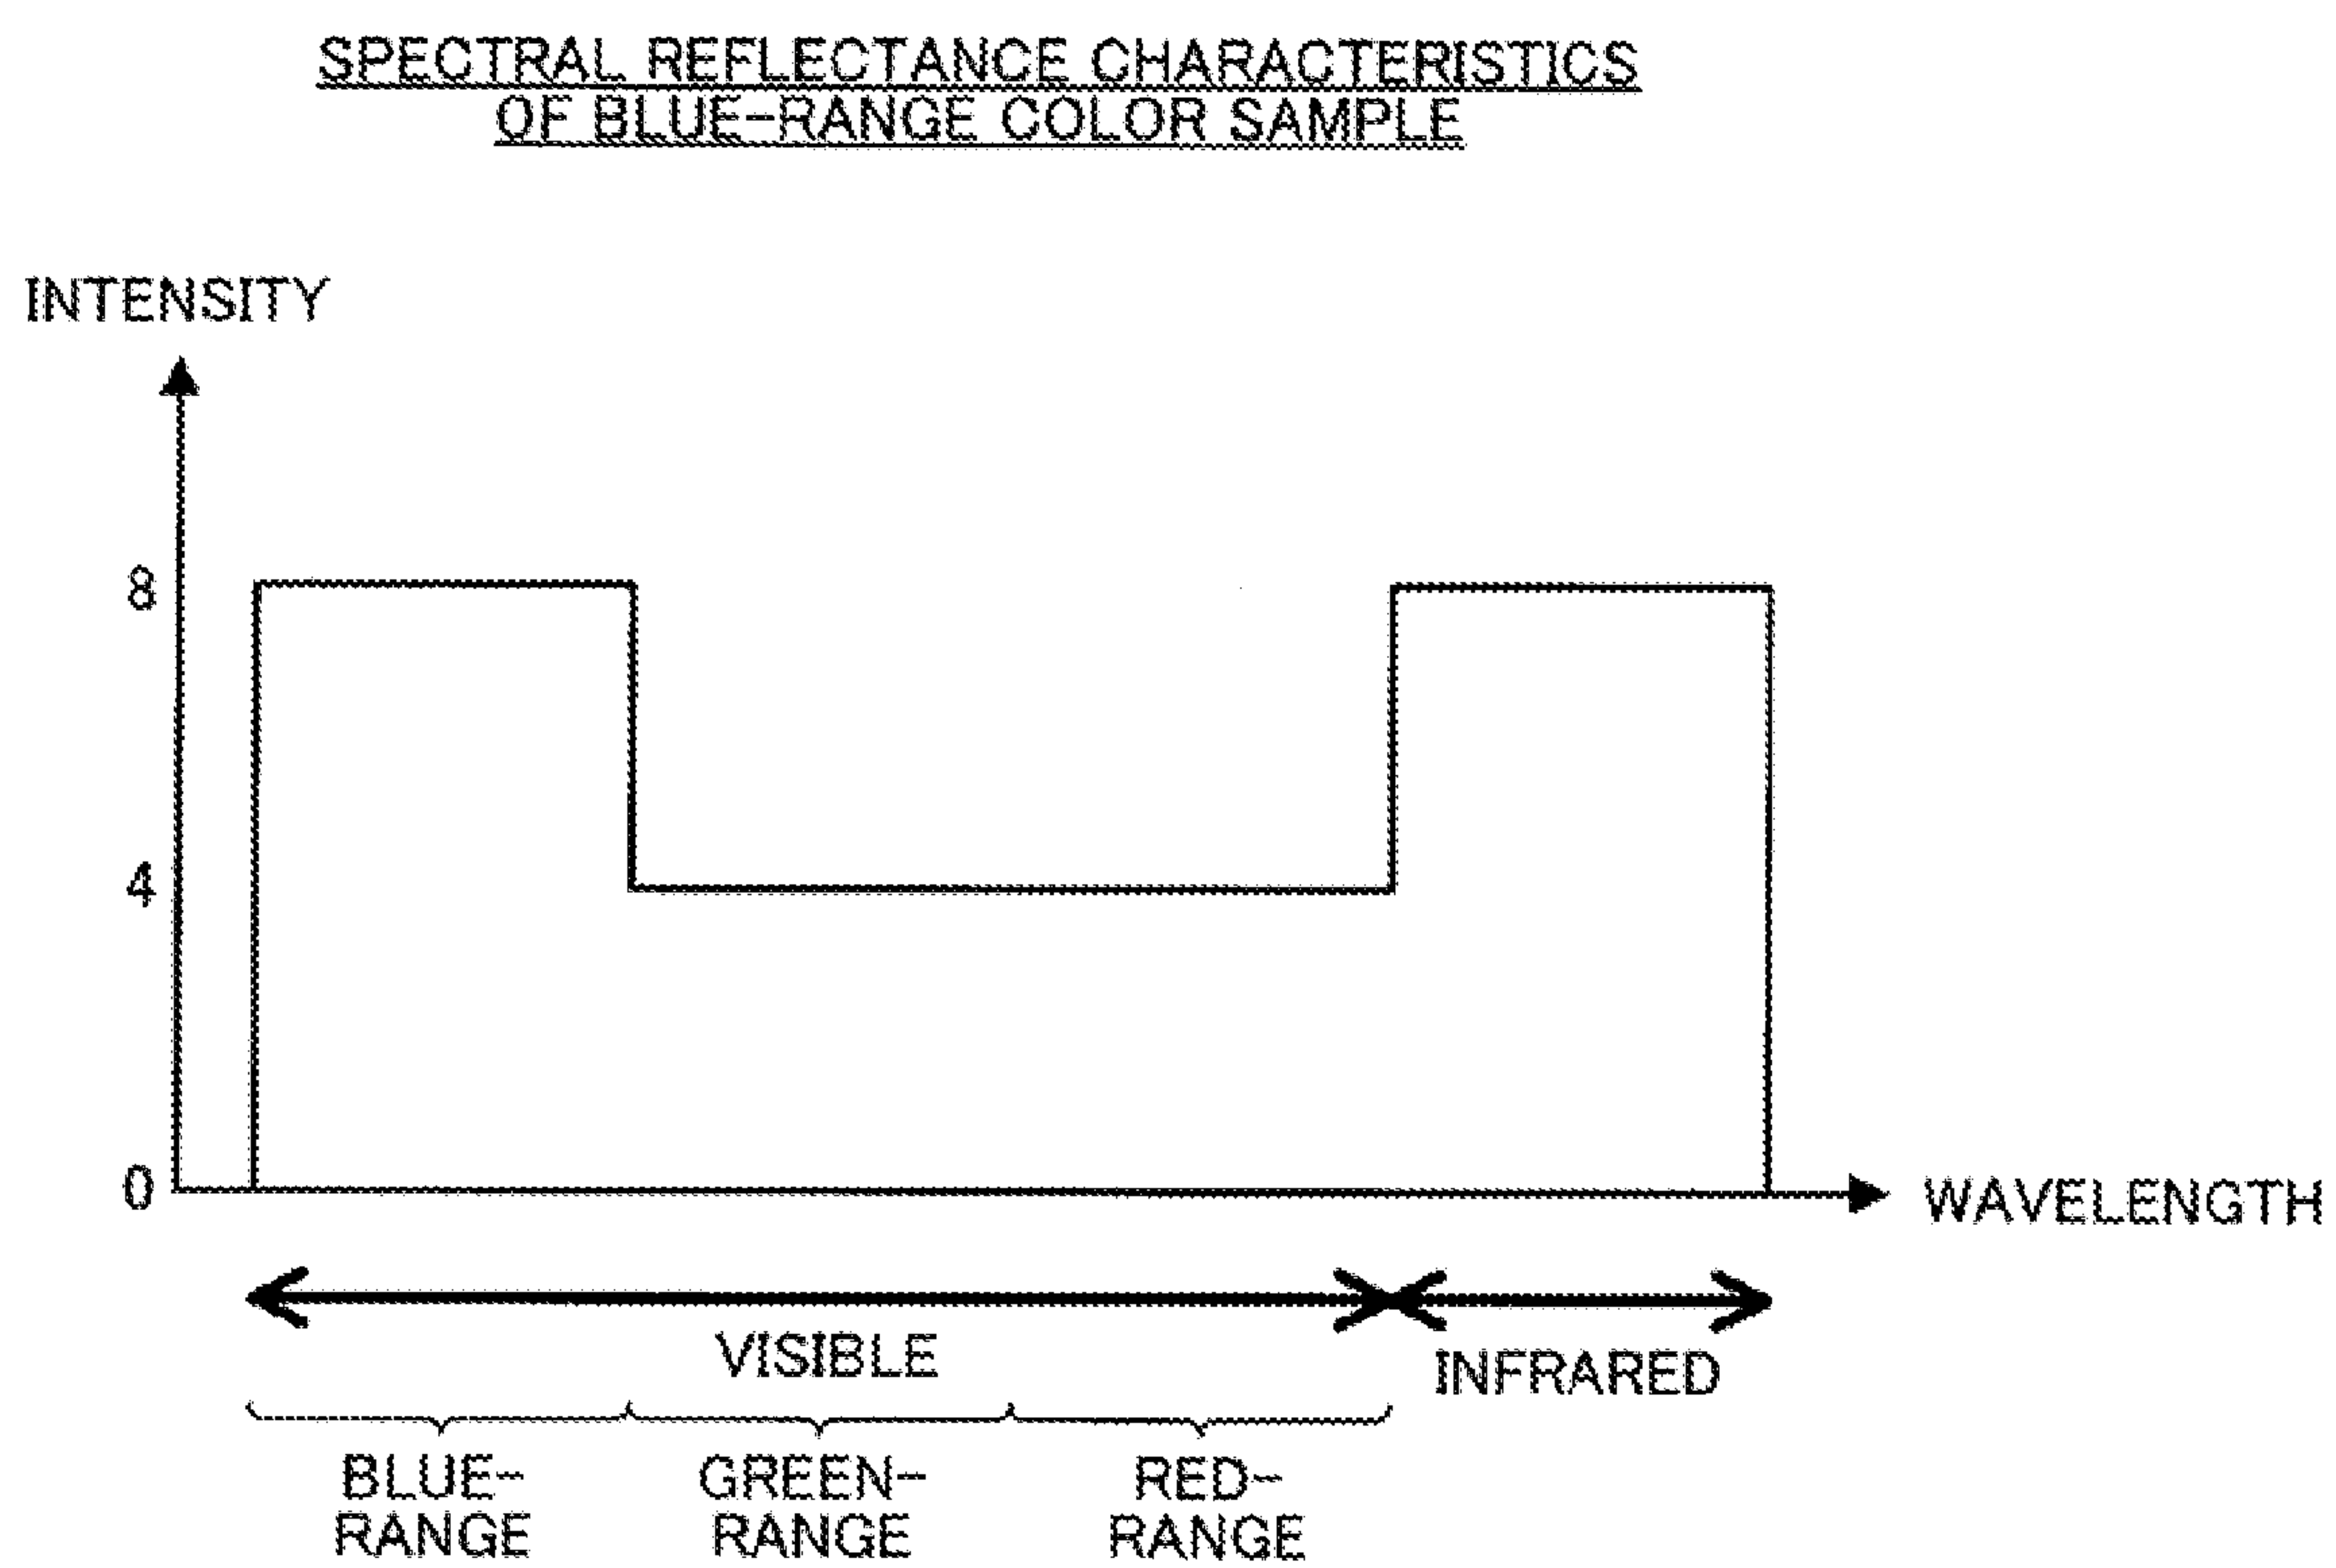 SPECTRAL REFLECTANCE CHARACTERISTICS
OF BLUE-RANGE COLOR SAMPLE
INTENSITY
8
4
0
WAVELENGTH
VISIBLE
INFRARED
BLUE-
RANGE
GREEN-
RANGE
RED-
RANGE